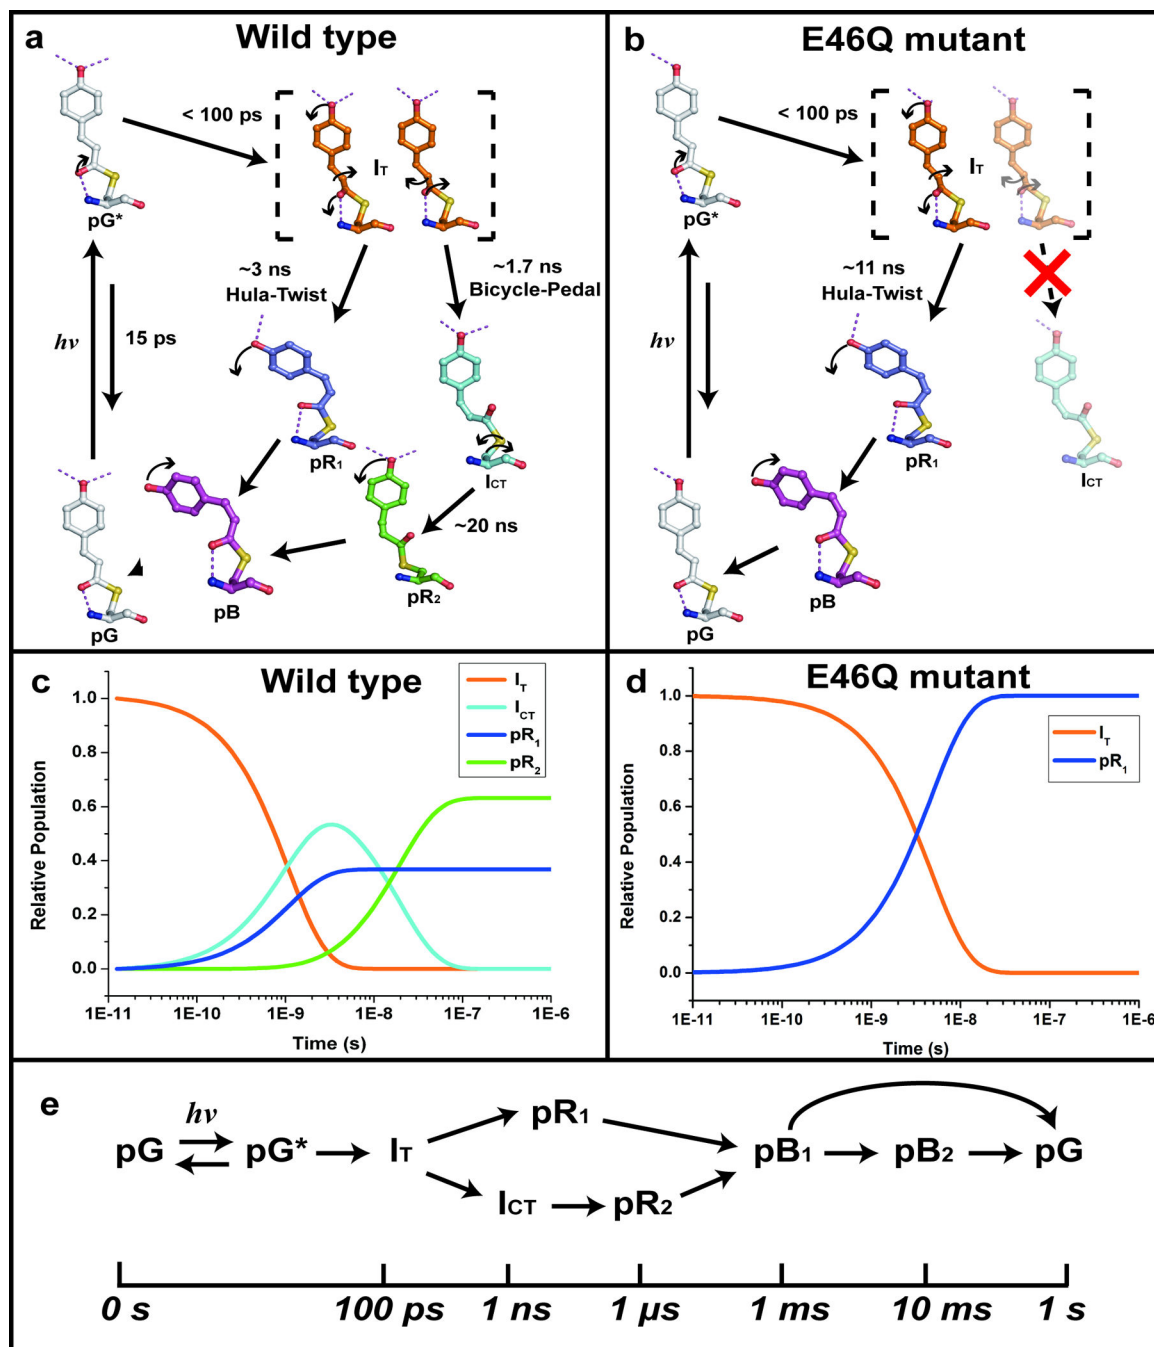 a
Wild type
< 100 ps
IT
pG*
~3 ns
Hula-Twist
~1.7 ns
Bicycle-Pedal
hν
15 ps
pR1
ICT
~20 ns
pR2
pB
pG
b
E46Q mutant
< 100 ps
IT
pG*
~11 ns
Hula-Twist
hν
pR1
ICT
pB
pG
c
Wild type
IT
ICT
pR1
pR2
1.0
0.8
0.6
0.4
0.2
0.0
Relative Population
1E-11 1E-10 1E-9 1E-8 1E-7 1E-6
Time (s)
d
E46Q mutant
IT
pR1
1.0
0.8
0.6
0.4
0.2
0.0
Relative Population
1E-11 1E-10 1E-9 1E-8 1E-7 1E-6
Time (s)
e
hν
pR1
pG pG* IT pB1 pB2 pG
ICT pR2
0 s 100 ps 1 ns 1 µs 1 ms 10 ms 1 s